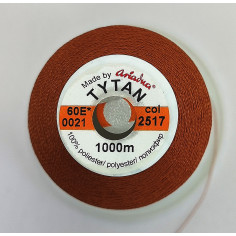 Made by Ariadna
TYTAN
60E* col
0021 2517
1000m
100% poliester/ polyester/ полиэфир